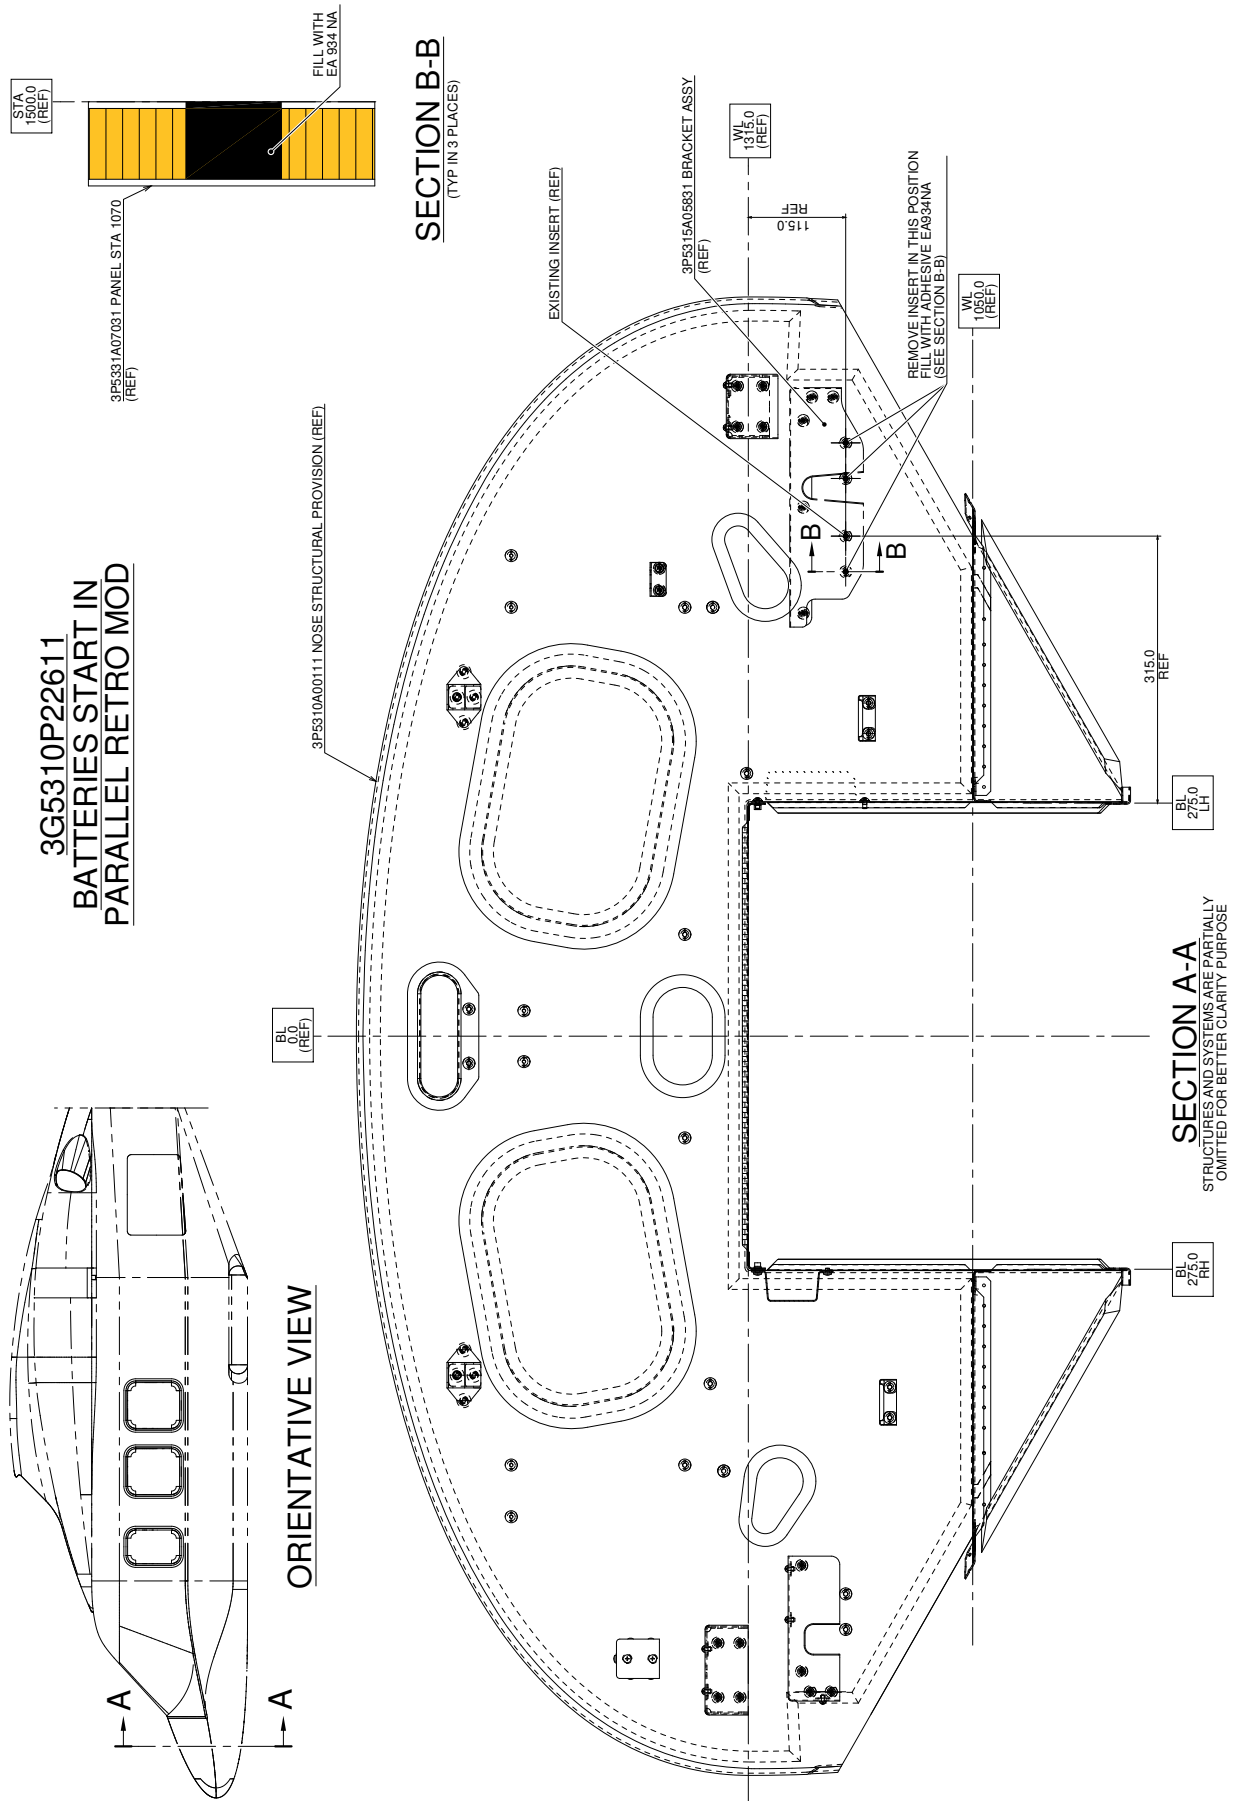 3G5310P22611
BATTERIES START IN
PARALLEL RETRO MOD
STA
1500.0
(REF)
3P5331A07031 PANEL STA 1070
(REF)
FILL WITH
EA 934 NA
SECTION B-B
(TYP IN 3 PLACES)
A
A
ORIENTATIVE VIEW
BL
0.0
(REF)
3P5310A00111 NOSE STRUCTURAL PROVISION (REF)
EXISTING INSERT (REF)
3P5315A05831 BRACKET ASSY
(REF)
WL
1315.0
(REF)
115.0
REF
REMOVE INSERT IN THIS POSITION
FILL WITH ADHESIVE EA934NA
(SEE SECTION B-B)
WL
1050.0
(REF)
B
B
315.0
REF
BL
275.0
RH
BL
275.0
LH
SECTION A-A
STRUCTURES AND SYSTEMS ARE PARTIALLY
OMITTED FOR BETTER CLARITY PURPOSE